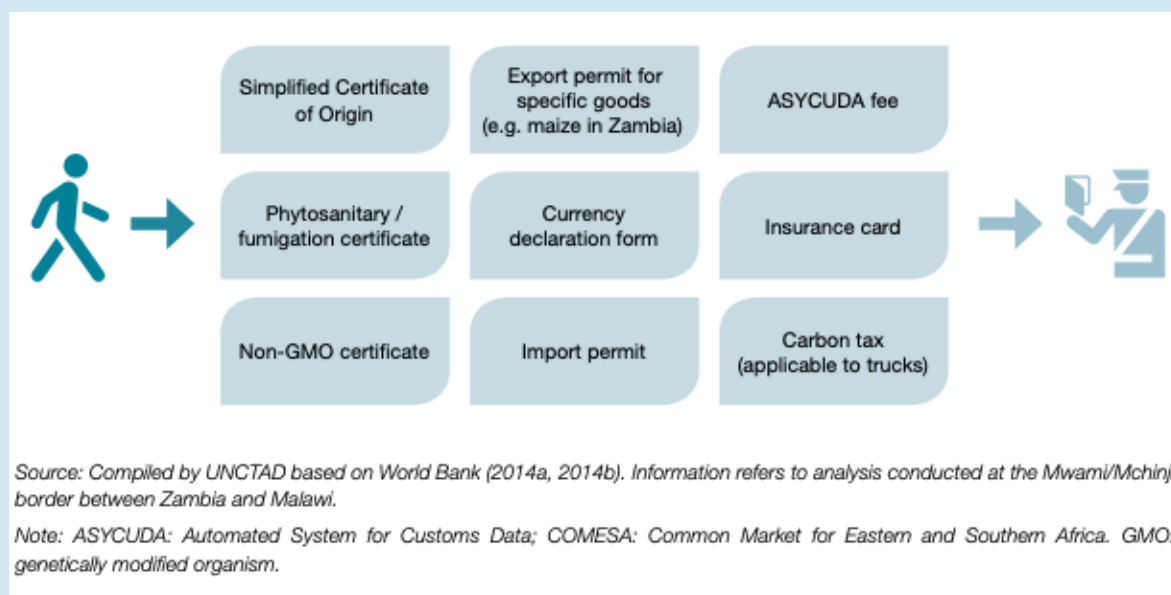 Simplified Certificate
of Origin
Export permit for
specific goods
(e.g. maize in Zambia)
ASYCUDA fee
Phytosanitary /
fumigation certificate
Currency
declaration form
Insurance card
Non-GMO certificate
Import permit
Carbon tax
(applicable to trucks)
Source: Compiled by UNCTAD based on World Bank (2014a, 2014b). Information refers to analysis conducted at the Mwami/Mchinji
border between Zambia and Malawi.
Note: ASYCUDA: Automated System for Customs Data; COMESA: Common Market for Eastern and Southern Africa. GMO:
genetically modified organism.